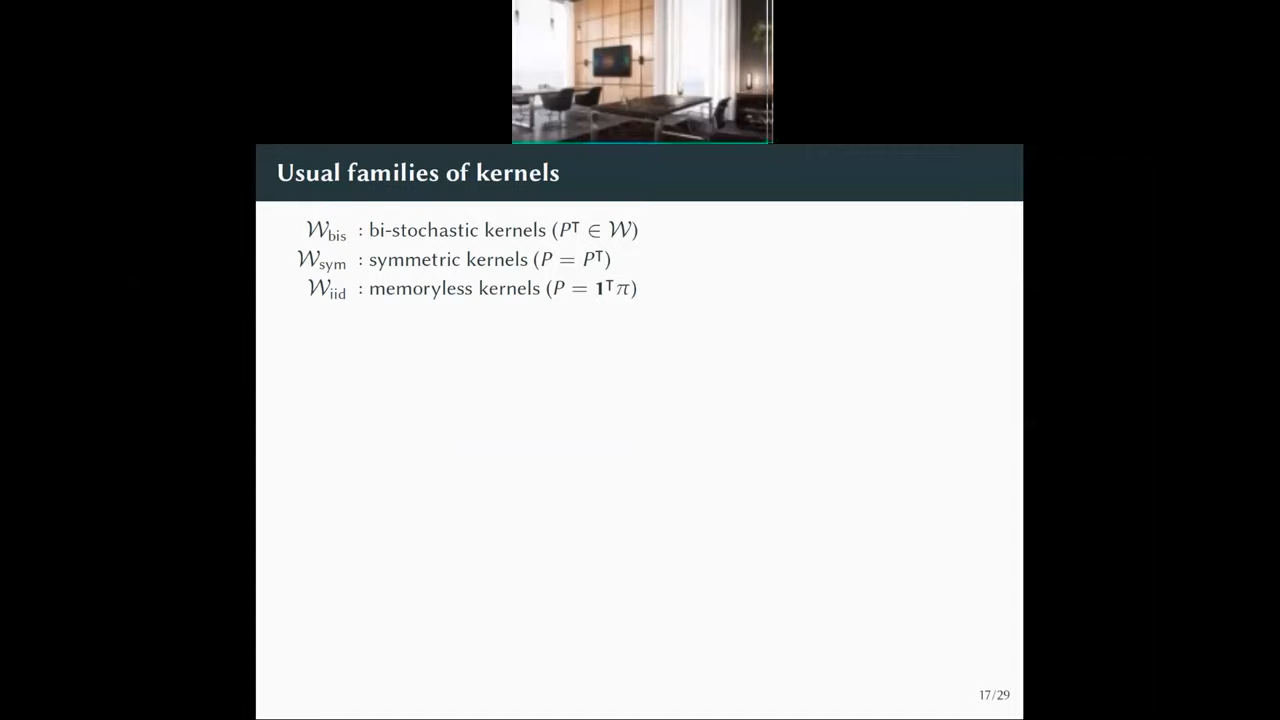 Usual families of kernels
𝒲bis : bi-stochastic kernels (Pᵀ ∈ 𝒲)
𝒲sym : symmetric kernels (P = Pᵀ)
𝒲iid : memoryless kernels (P = 𝟏ᵀπ)
17/29